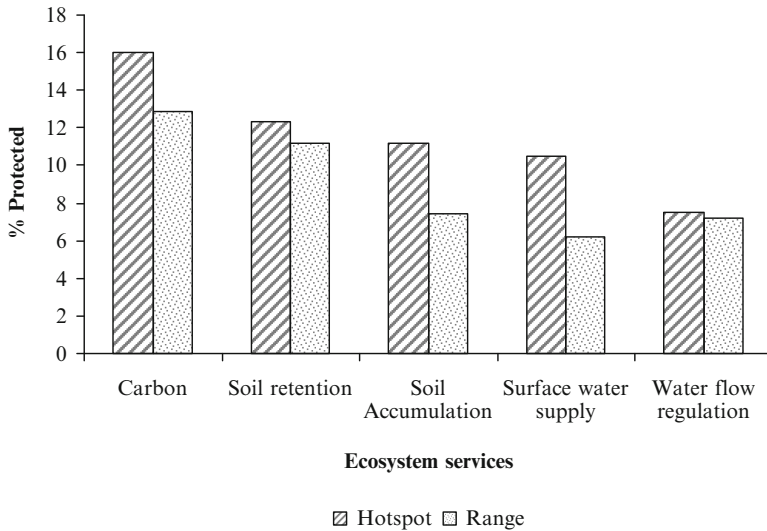 18
16
14
12
10
8
6
4
2
0
% Protected
Carbon
Soil retention
Soil
Accumulation
Surface water
supply
Water flow
regulation
Ecosystem services
Hotspot Range